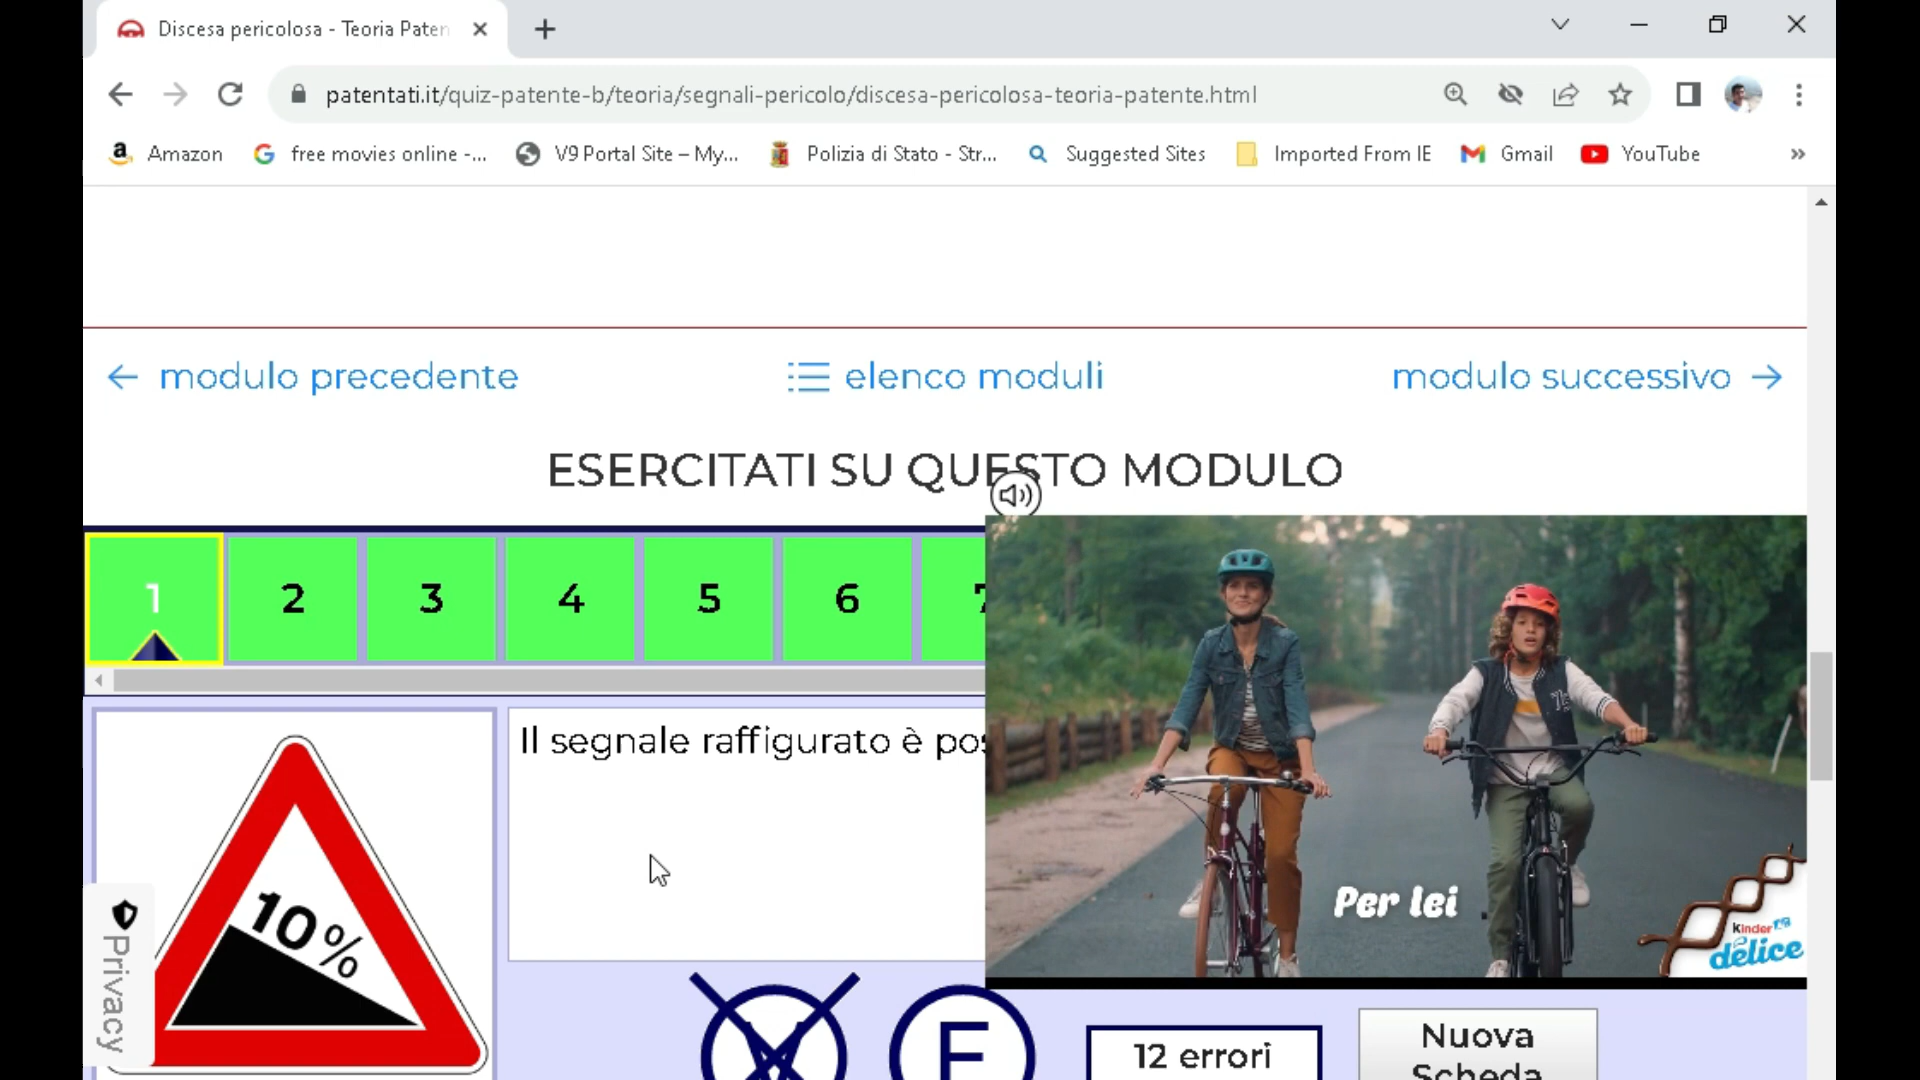 Discesa pericolosa - Teoria Paten
patentati.it/quiz-patente-b/teoria/segnali-pericolo/discesa-pericolosa-teoria-patente.html
Amazon
free movies online -...
V9 Portal Site – My...
Polizia di Stato - Str...
Suggested Sites
Imported From IE
Gmail
YouTube
modulo precedente
elenco moduli
modulo successivo
ESERCITATI SU QUESTO MODULO
1 2 3 4 5 6 7
Il segnale raffigurato è pos
10%
Per lei
Kinder
délice
Privacy
V F
12 errori
Nuova
Scheda